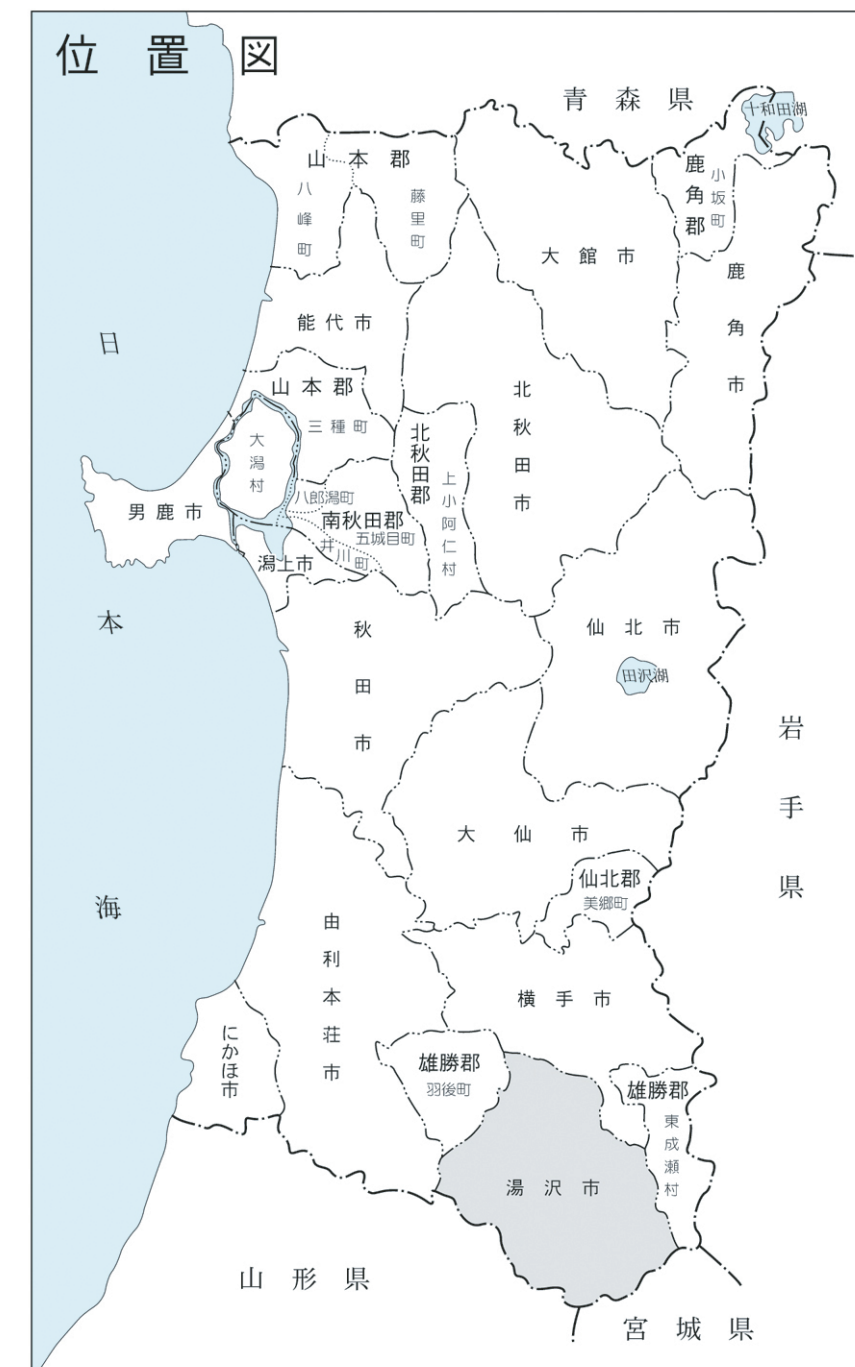 位置図
青森県
十和田湖
山本郡
八峰町
藤里町
鹿角郡
小坂町
大館市
鹿角市
能代市
日本海
山本郡
三種町
大潟村
北秋田市
北秋田郡
上小阿仁村
八郎潟町
男鹿市
南秋田郡
五城目町
井川町
潟上市
秋田市
仙北市
田沢湖
岩手県
大仙市
仙北郡
美郷町
由利本荘市
横手市
にかほ市
雄勝郡
羽後町
雄勝郡
東成瀬村
湯沢市
山形県
宮城県